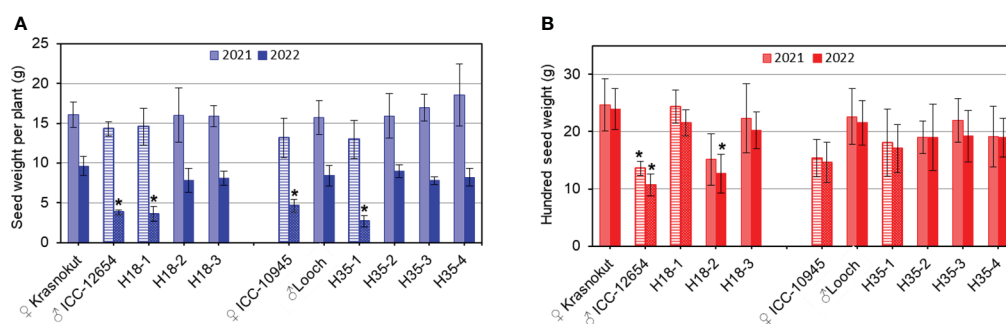 A
Seed weight per plant (g)
25
20
15
10
5
0
2021 2022
*
*
*
*
♀ Krasnokut
♂ ICC-12654
H18-1
H18-2
H18-3
♀ ICC-10945
♂Looch
H35-1
H35-2
H35-3
H35-4
B
Hundred seed weight (g)
30
20
10
0
2021 2022
*
*
*
♀ Krasnokut
♂ ICC-12654
H18-1
H18-2
H18-3
♀ ICC-10945
♂Looch
H35-1
H35-2
H35-3
H35-4